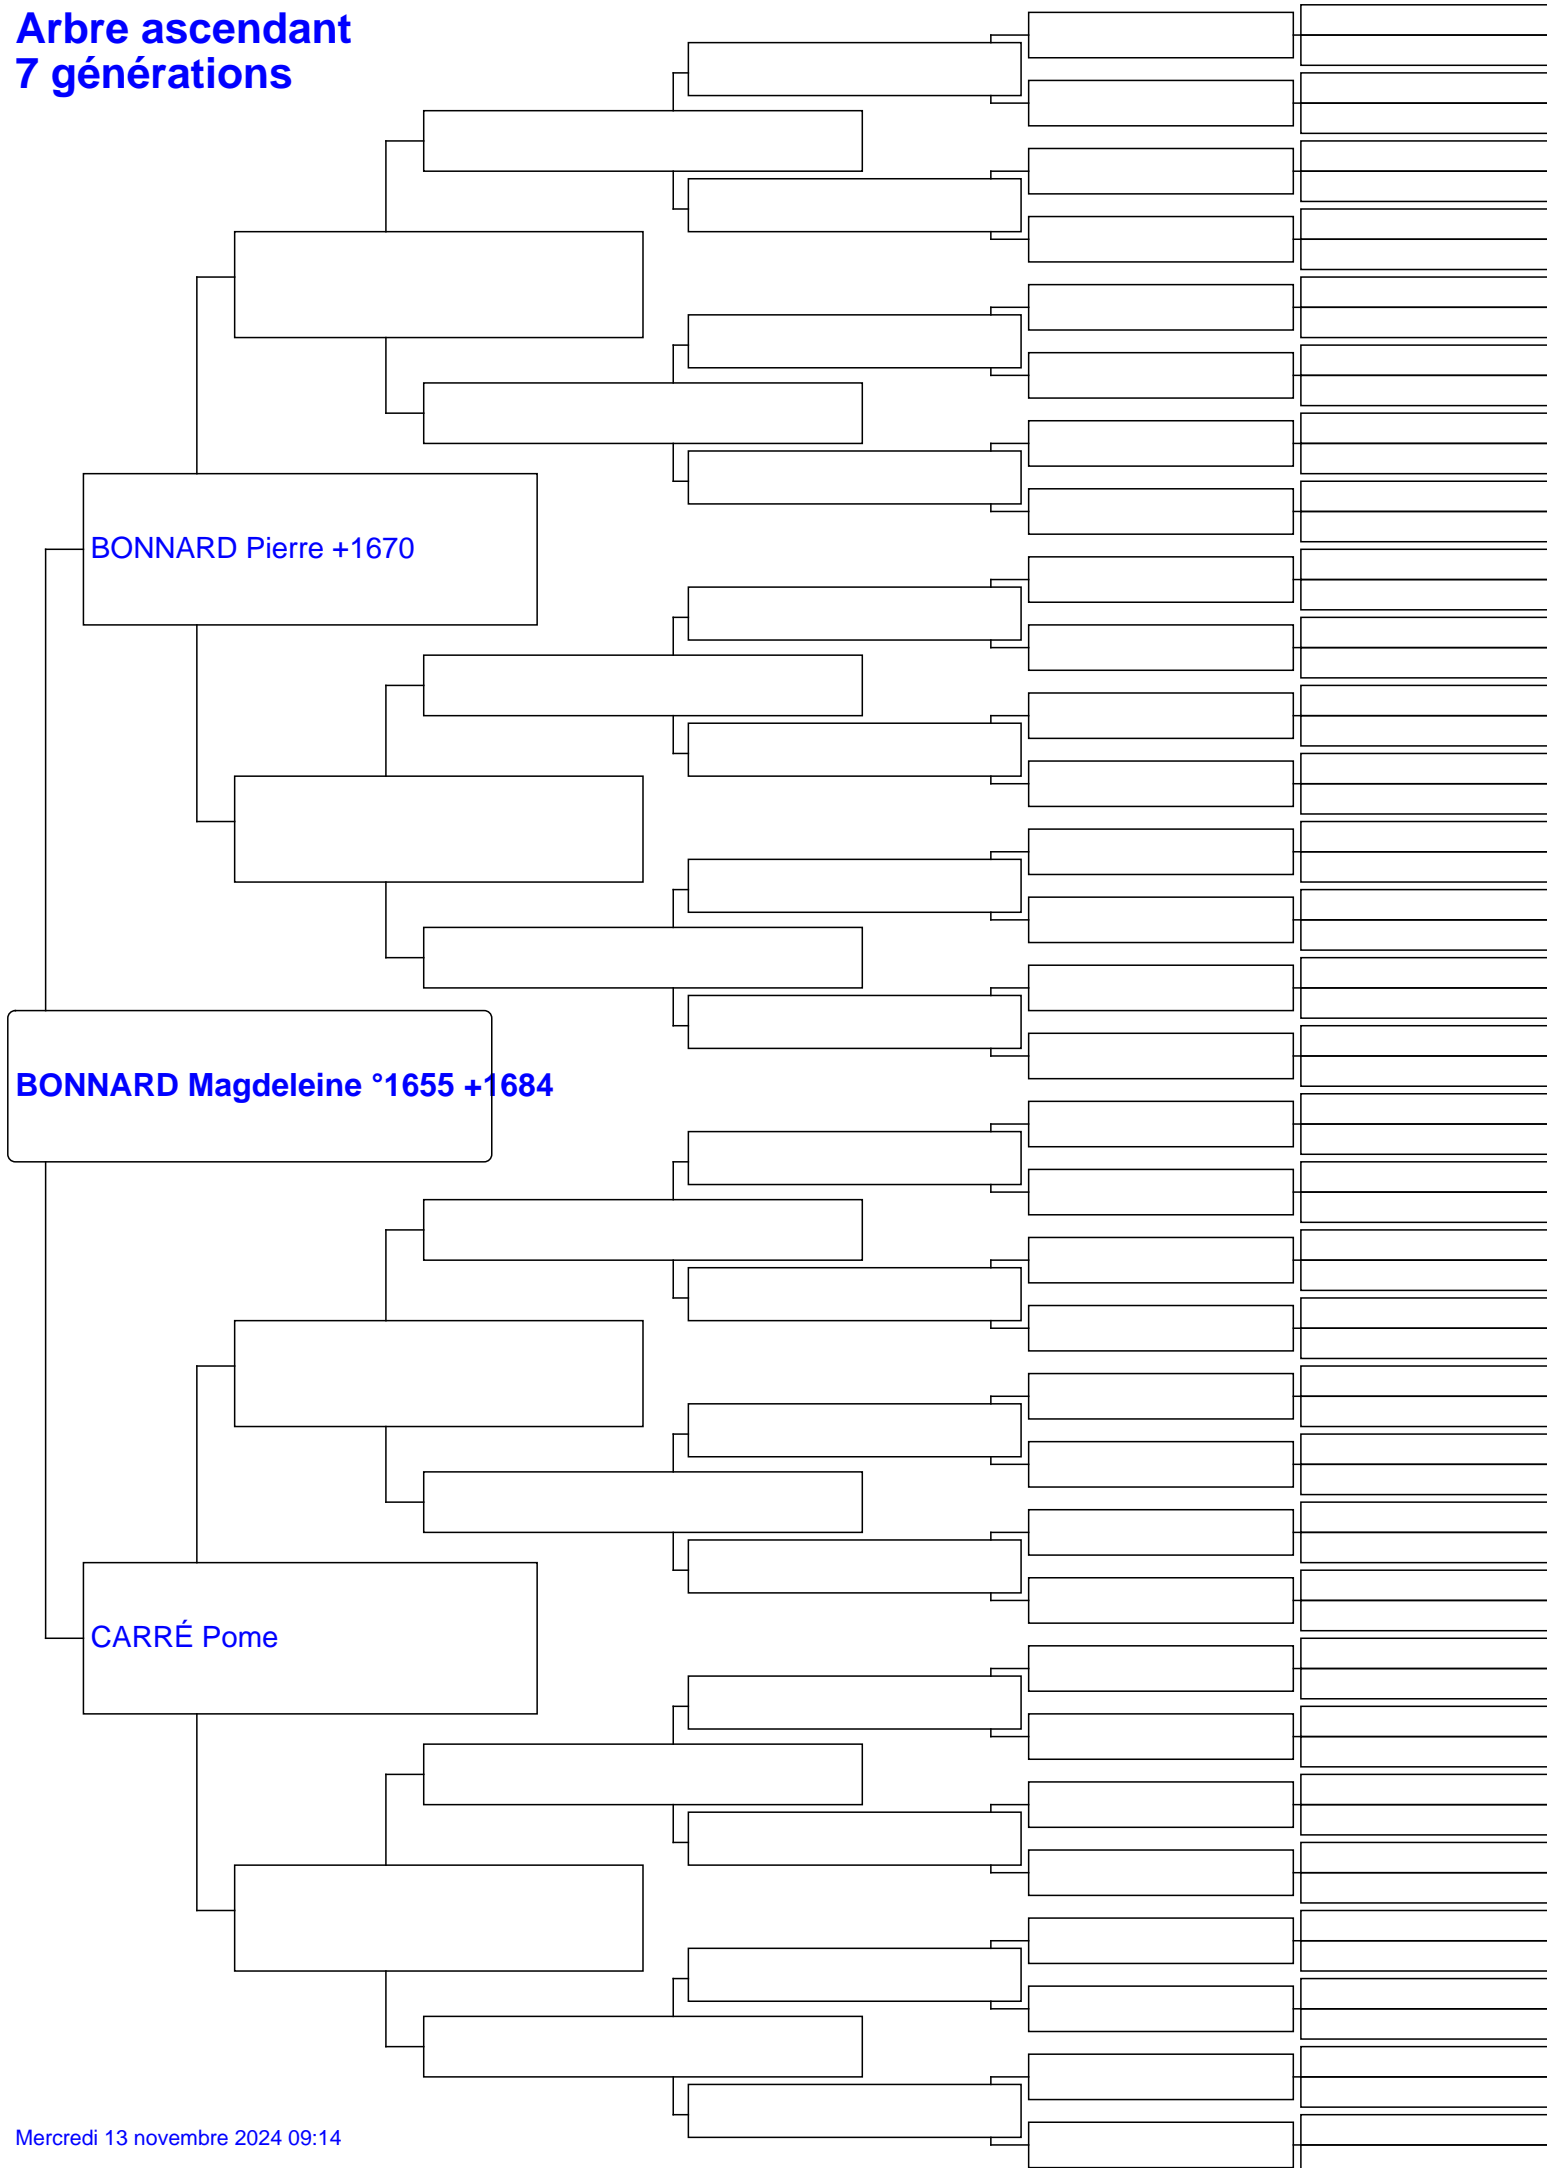 Arbre ascendant
7 générations
BONNARD Pierre +1670
BONNARD Magdeleine °1655 +1684
CARRÉ Pome
Mercredi 13 novembre 2024 09:14